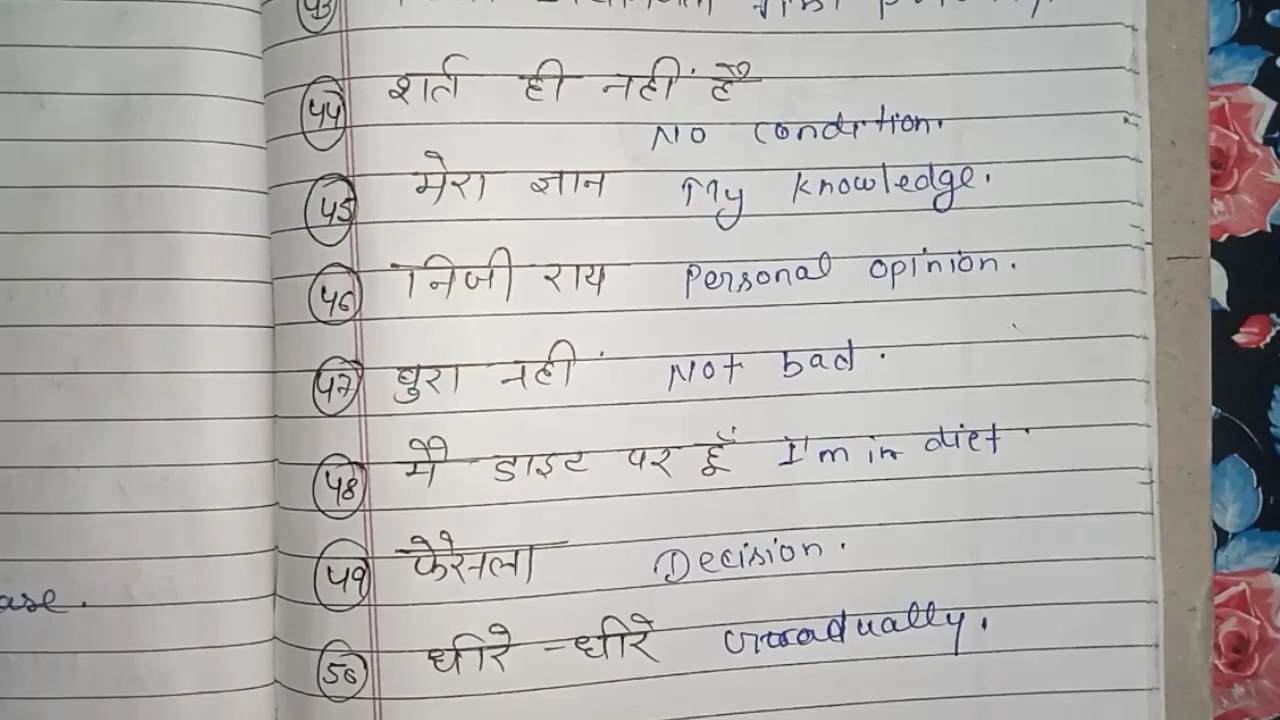 44 शर्त ही नहीं है
No condition.
45 मेरा ज्ञान My knowledge.
46 निजी राय Personal opinion.
47 बुरा नहीं Not bad.
48 मैं डाइट पर हूँ I'm in diet.
49 फैसला Decision.
ase.
50 धीरे-धीरे Graadually.